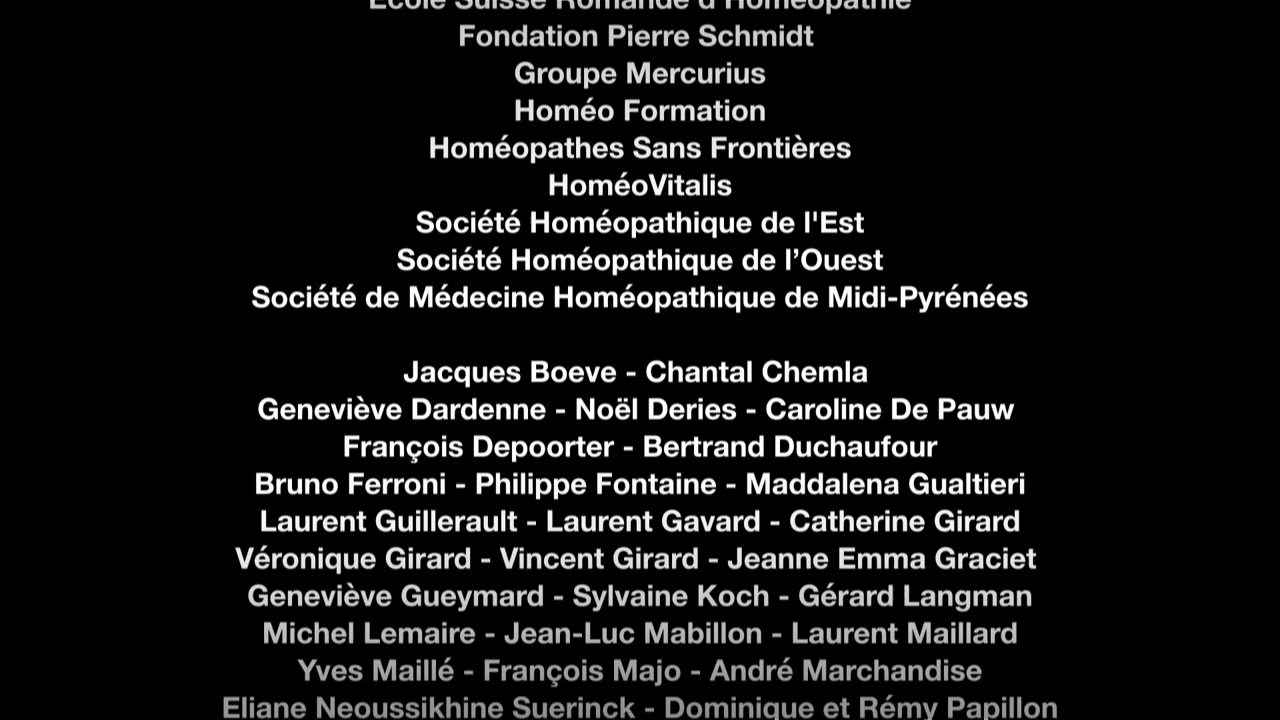 Ecole Suisse Romande d'Homéopathie
Fondation Pierre Schmidt
Groupe Mercurius
Homéo Formation
Homéopathes Sans Frontières
HoméoVitalis
Société Homéopathique de l'Est
Société Homéopathique de l’Ouest
Société de Médecine Homéopathique de Midi-Pyrénées
Jacques Boeve - Chantal Chemla
Geneviève Dardenne - Noël Deries - Caroline De Pauw
François Depoorter - Bertrand Duchaufour
Bruno Ferroni - Philippe Fontaine - Maddalena Gualtieri
Laurent Guillerault - Laurent Gavard - Catherine Girard
Véronique Girard - Vincent Girard - Jeanne Emma Graciet
Geneviève Gueymard - Sylvaine Koch - Gérard Langman
Michel Lemaire - Jean-Luc Mabillon - Laurent Maillard
Yves Maillé - François Majo - André Marchandise
Eliane Neoussikhine Suerinck - Dominique et Rémy Papillon